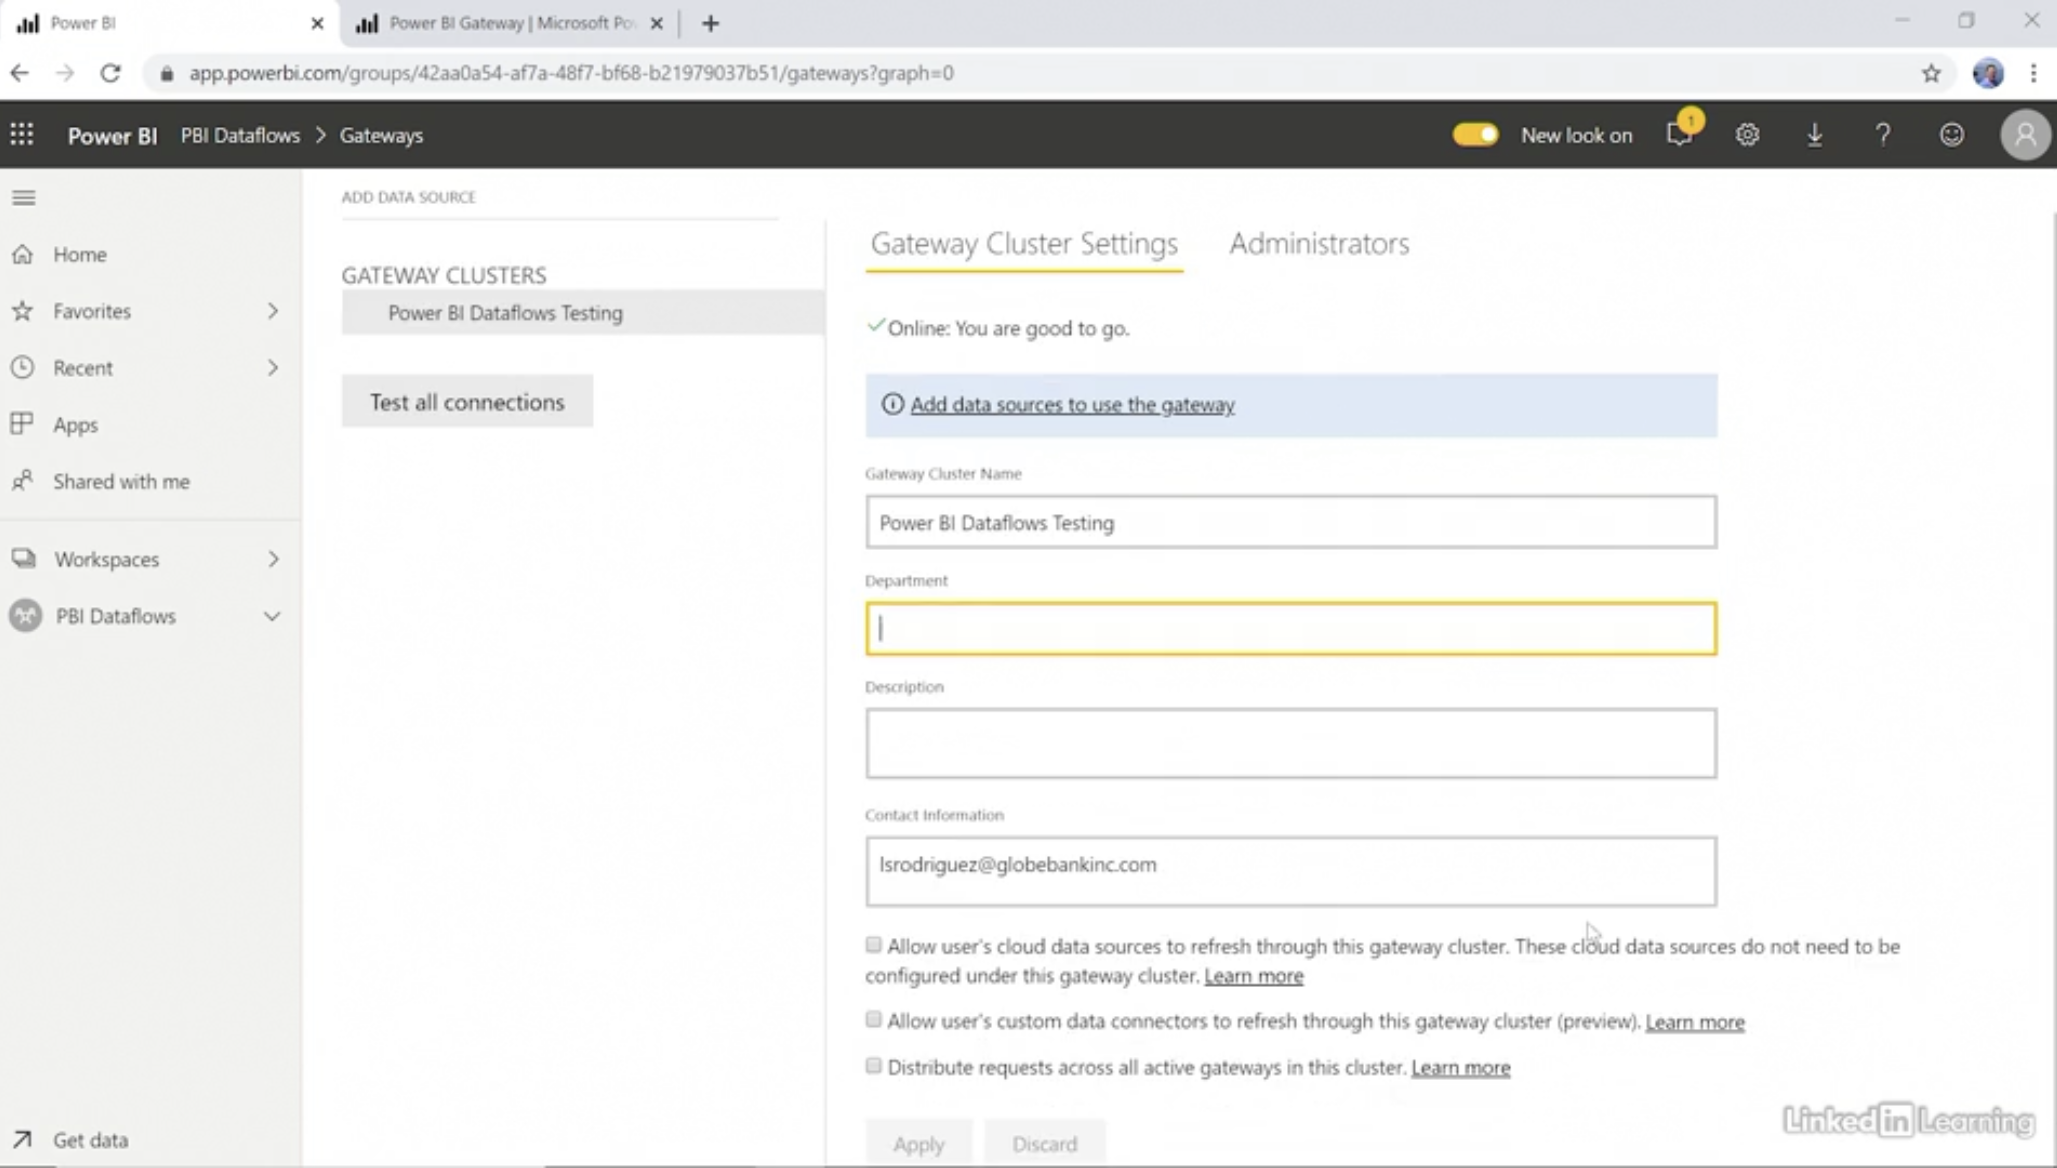 Power BI
Power BI Gateway | Microsoft Po
app.powerbi.com/groups/42aa0a54-af7a-48f7-bf68-b21979037b51/gateways?graph=0
Power BI PBI Dataflows > Gateways
New look on
1
ADD DATA SOURCE
Home
Favorites
Recent
Apps
Shared with me
Workspaces
PBI Dataflows
Get data
GATEWAY CLUSTERS
Power BI Dataflows Testing
Test all connections
Gateway Cluster Settings
Administrators
Online: You are good to go.
Add data sources to use the gateway
Gateway Cluster Name
Power BI Dataflows Testing
Department
Description
Contact Information
lsrodriguez@globebankinc.com
Allow user's cloud data sources to refresh through this gateway cluster. These cloud data sources do not need to be
configured under this gateway cluster. Learn more
Allow user's custom data connectors to refresh through this gateway cluster (preview). Learn more
Distribute requests across all active gateways in this cluster. Learn more
Apply
Discard
Linked in Learning